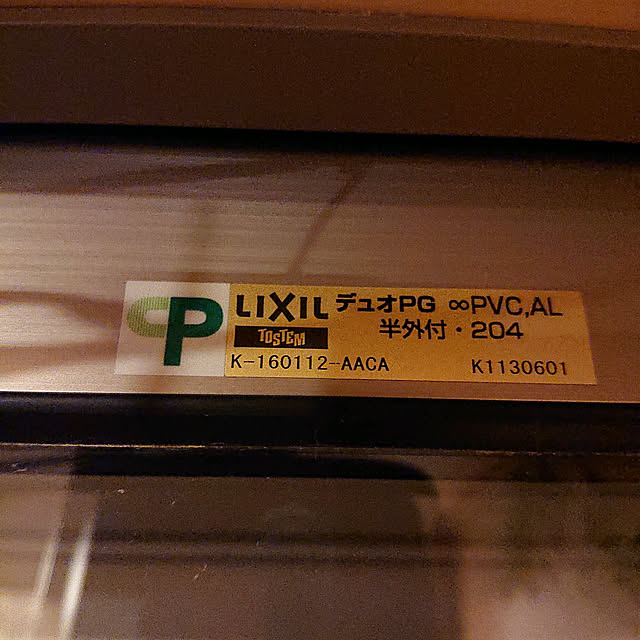 CP LIXIL デュオPG ∞PVC,AL
TOSTEM 半外付・204
K-160112-AACA K1130601